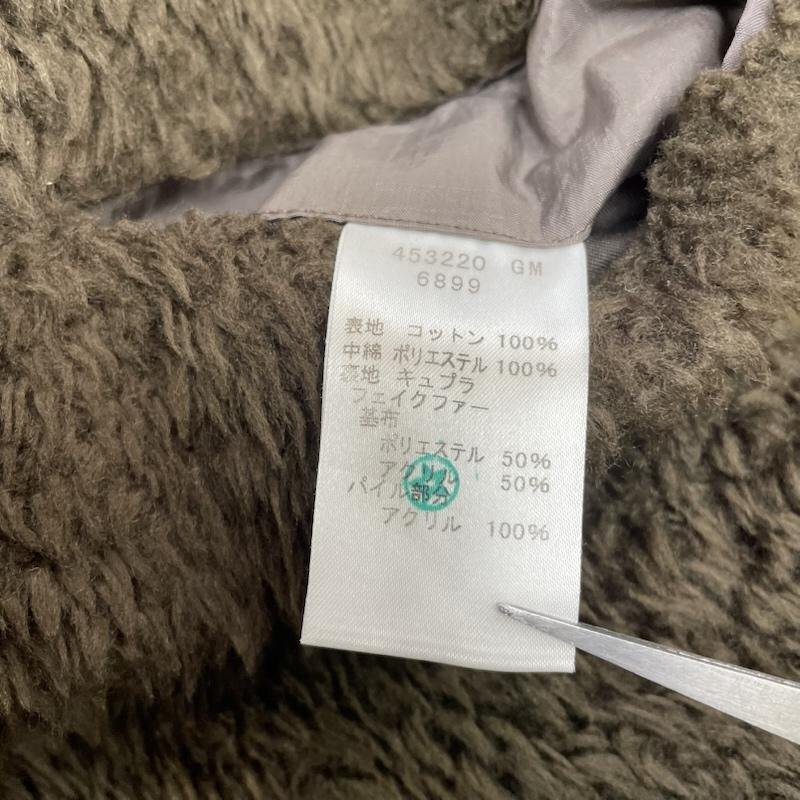 453220 GM
6899
表地 コットン 100%
中綿 ポリエステル 100%
裏地 キュプラ
フェイクファー
基布
ポリエステル 50%
アクリル 50%
パイル部分
アクリル 100%